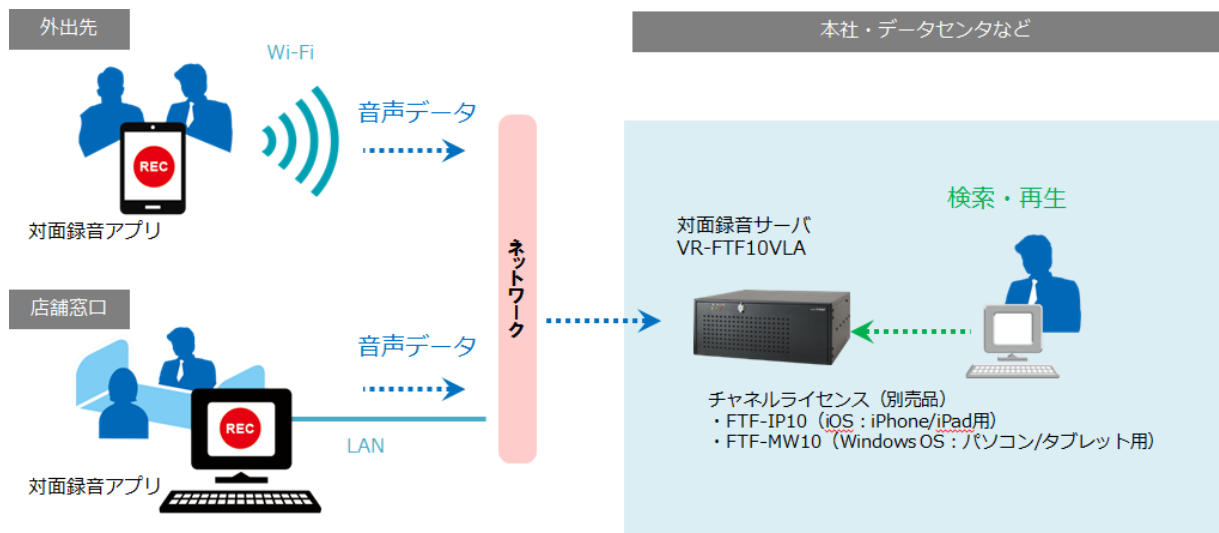 外出先
Wi-Fi
音声データ
REC
対面録音アプリ
店舗窓口
音声データ
REC
LAN
対面録音アプリ
ネットワーク
本社・データセンタなど
検索・再生
対面録音サーバ
VR-FTF10VLA
チャネルライセンス（別売品）
・FTF-IP10（iOS：iPhone/iPad用）
・FTF-MW10（Windows OS：パソコン/タブレット用）